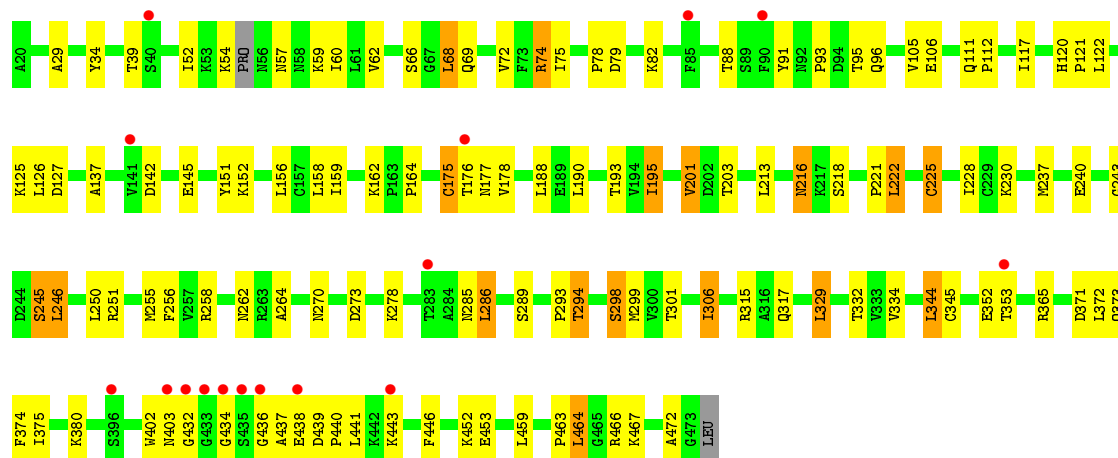 A20 A29 Y34 T39 S40 I52 K53 K54 PRO N56 N57 N58 K59 I60 L61 V62 S66 G67 L68 Q69 V72 F73 R74 I75 P78 D79 K82 F85 T88 S89 F90 Y91 N92 P93 D94 T95 Q96 V105 E106 Q111 P112 I117 H120 P121 L122
K125 L126 D127 A137 V141 D142 E145 Y151 K152 L156 C157 L158 I159 K162 P163 P164 C175 T176 N177 V178 L188 E189 L190 T193 V194 I195 V201 D202 T203 L213 N216 K217 S218 P221 L222 C225 I228 C229 K230 M237 E240
D244 S245 L246 L250 R251 M255 F256 V257 R258 N262 R263 A264 N270 D273 K278 T283 A284 N285 L286 S289 P293 T294 S298 M299 V300 T301 I306 R315 A316 Q317 L329 T332 V333 V334 L344 C345 E352 T353 R365 D371 L372
F374 I375 K380 S396 W402 N403 G432 G433 G434 S435 G436 A437 E438 D439 P440 L441 K442 K443 F446 K452 E453 L459 P463 L464 G465 R466 K467 A472 G473 LEU